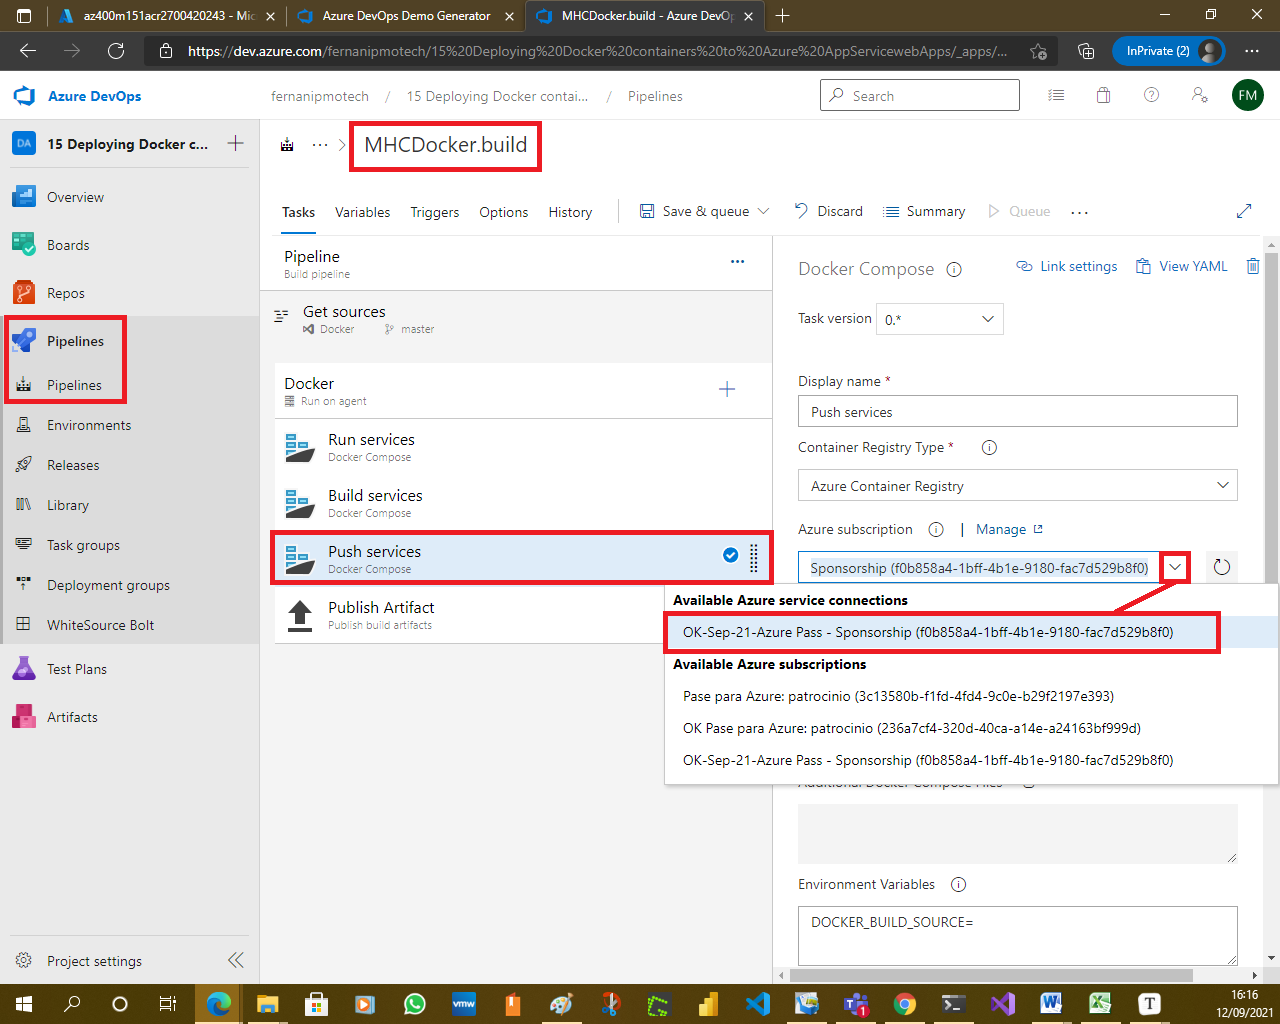 az400m151acr2700420243 - Mic
Azure DevOps Demo Generator
MHCDocker.build - Azure DevOp
https://dev.azure.com/fernanipmotech/15%20Deploying%20Docker%20containers%20to%20Azure%20AppServicewebApps/_apps/...
InPrivate (2)
Azure DevOps
fernanipmotech / 15 Deploying Docker contai... / Pipelines
Search
FM
DA
15 Deploying Docker c...
MHCDocker.build
Overview
Boards
Repos
Pipelines
Pipelines
Environments
Releases
Library
Task groups
Deployment groups
WhiteSource Bolt
Test Plans
Artifacts
Project settings
Tasks
Variables
Triggers
Options
History
Save & queue
Discard
Summary
Queue
Pipeline
Build pipeline
Get sources
Docker
master
Docker
Run on agent
Run services
Docker Compose
Build services
Docker Compose
Push services
Docker Compose
Publish Artifact
Publish build artifacts
Docker Compose
Link settings
View YAML
Task version
0.*
Display name *
Push services
Container Registry Type *
Azure Container Registry
Azure subscription
| Manage
Sponsorship (f0b858a4-1bff-4b1e-9180-fac7d529b8f0)
Available Azure service connections
OK-Sep-21-Azure Pass - Sponsorship (f0b858a4-1bff-4b1e-9180-fac7d529b8f0)
Available Azure subscriptions
Pase para Azure: patrocinio (3c13580b-f1fd-4fd4-9c0e-b29f2197e393)
OK Pase para Azure: patrocinio (236a7cf4-320d-40ca-a14e-a24163bf999d)
OK-Sep-21-Azure Pass - Sponsorship (f0b858a4-1bff-4b1e-9180-fac7d529b8f0)
Additional Docker Compose Files
Environment Variables
DOCKER_BUILD_SOURCE=
vmw
1
T
16:16
12/09/2021